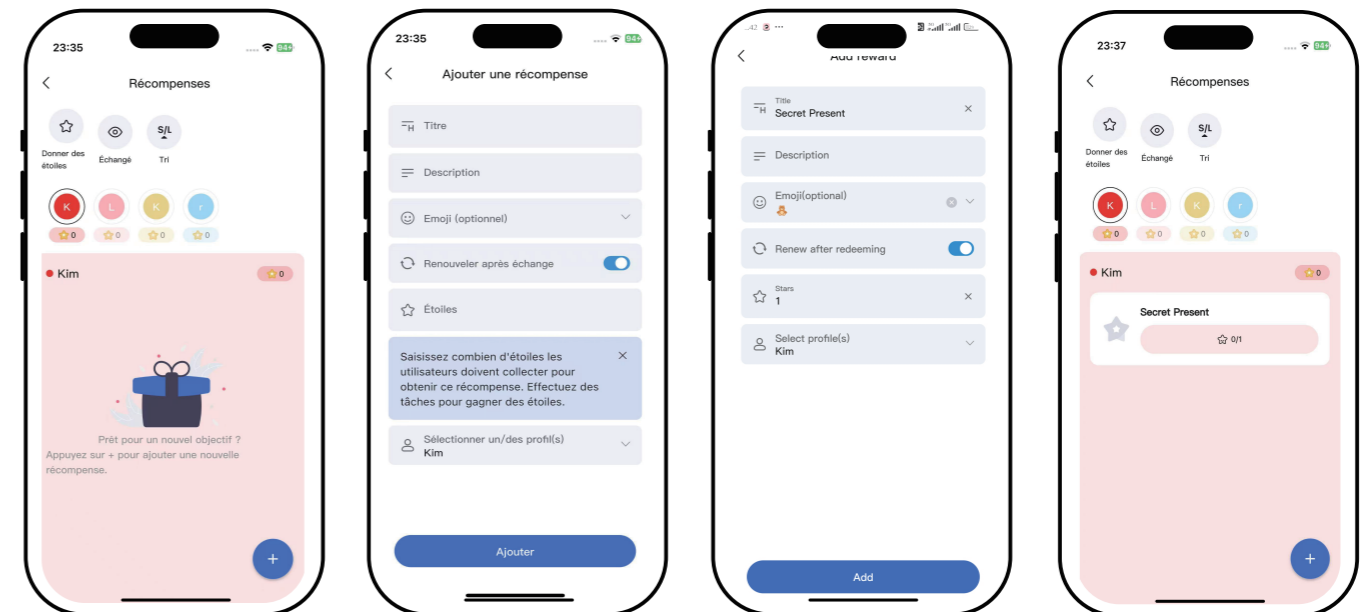 23:35
94+
Récompenses
S/L
Donner des
étoiles
Échangé
Tri
K
L
K
r
0
0
0
0
Kim
0
Prêt pour un nouvel objectif ?
Appuyez sur + pour ajouter une nouvelle
récompense.
+
23:35
94+
Ajouter une récompense
H
Titre
Description
Emoji (optionnel)
Renouveler après échange
Étoiles
Saisissez combien d'étoiles les
utilisateurs doivent collecter pour
obtenir ce récompense. Effectuez des
tâches pour gagner des étoiles.
Sélectionner un/des profil(s)
Kim
Ajouter
Add reward
H
Title
Secret Present
Description
Emoji(optional)
Renew after redeeming
Stars
1
Select profile(s)
Kim
Add
23:37
94+
Récompenses
S/L
Donner des
étoiles
Échangé
Tri
K
L
K
r
0
0
0
0
Kim
0
Secret Present
0/1
+